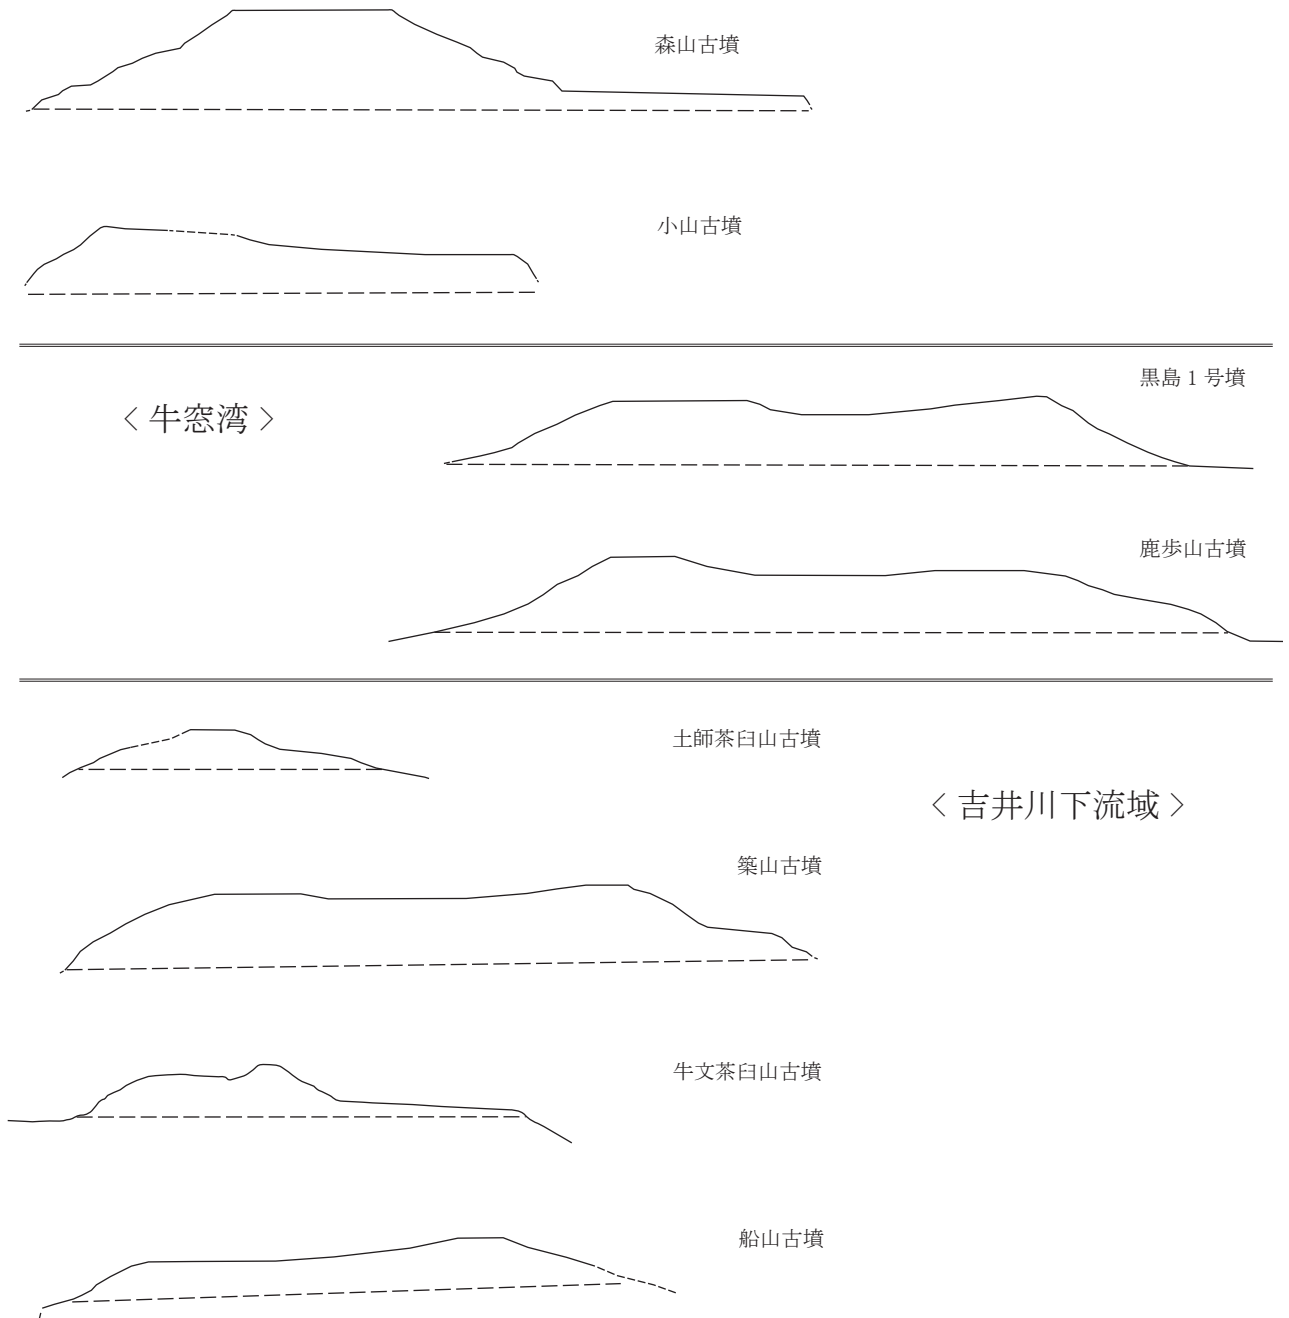 森山古墳
小山古墳
黒島 1 号墳
〈 牛窓湾 〉
鹿歩山古墳
土師茶臼山古墳
〈 吉井川下流域 〉
築山古墳
牛文茶臼山古墳
船山古墳